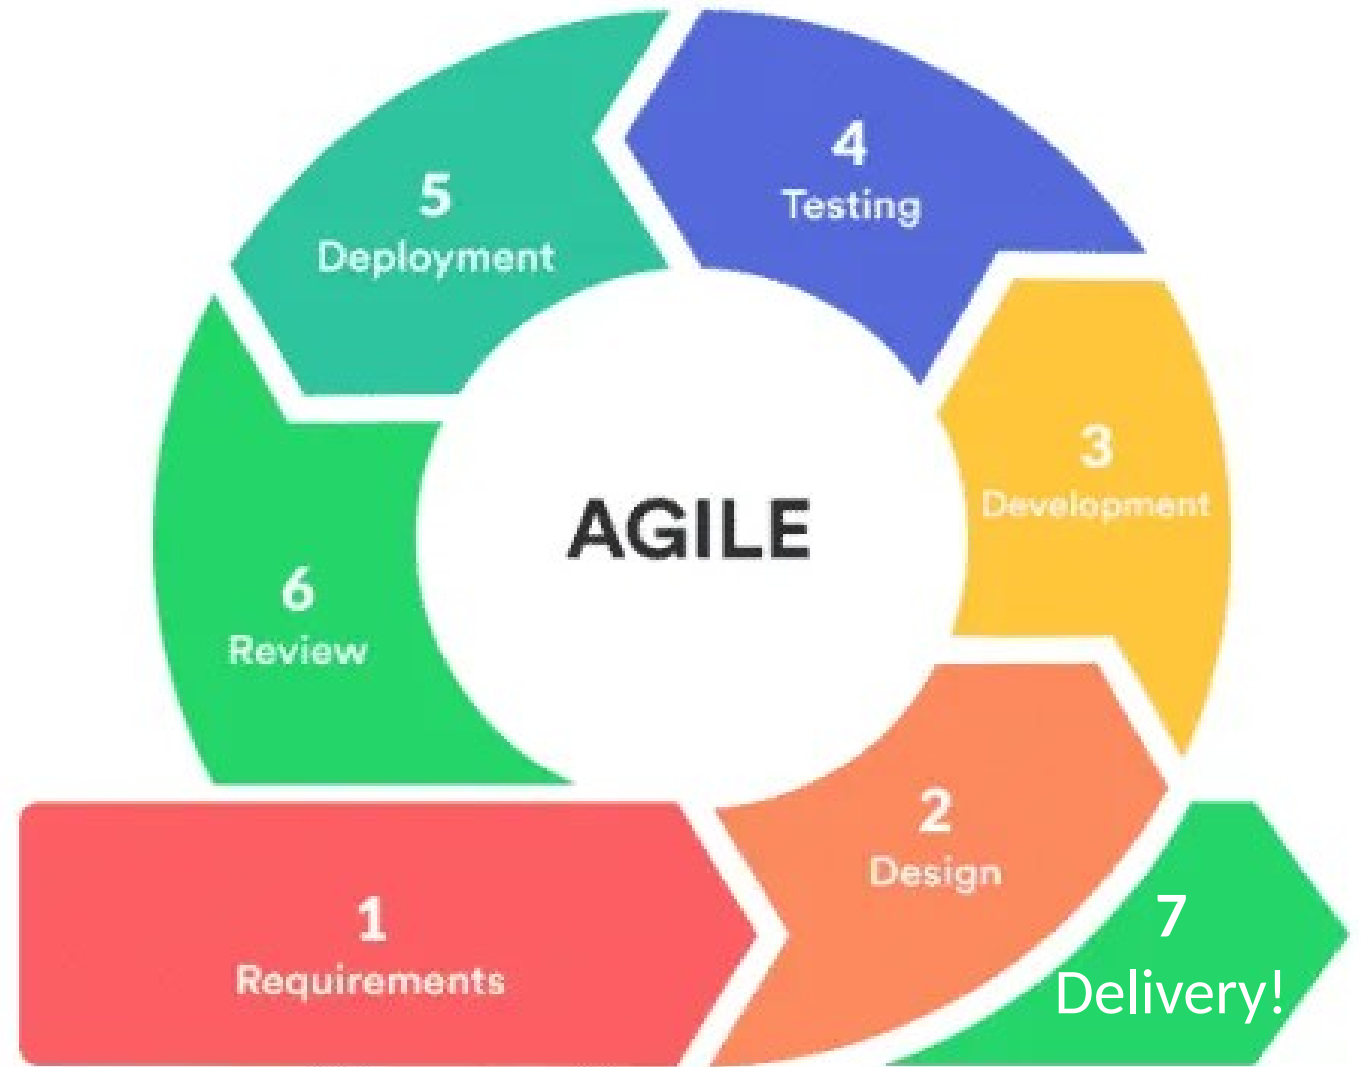 1
Requirements
2
Design
3
Development
4
Testing
5
Deployment
6
Review
7
Delivery!
AGILE